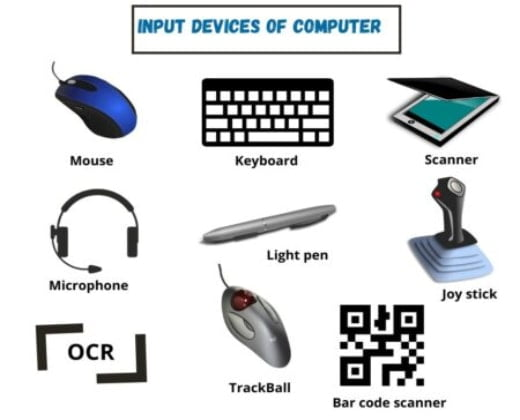 INPUT DEVICES OF COMPUTER
Mouse
Keyboard
Scanner
Microphone
Light pen
Joy stick
OCR
TrackBall
Bar code scanner